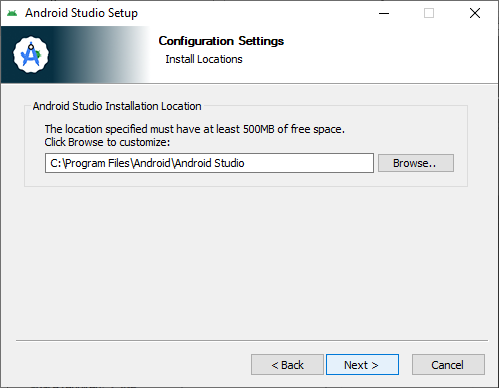 Android Studio Setup
Configuration Settings
Install Locations
Android Studio Installation Location
The location specified must have at least 500MB of free space.
Click Browse to customize:
C:\Program Files\Android\Android Studio
Browse..
< Back
Next >
Cancel